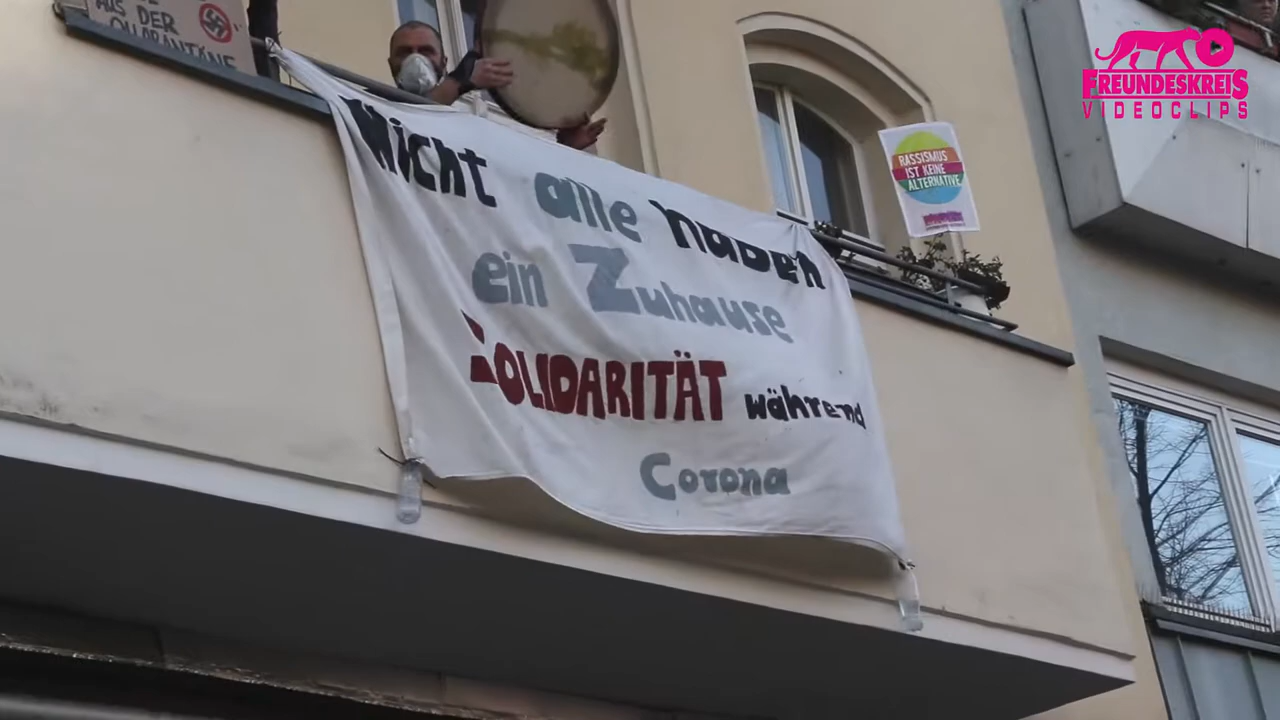 AUS DER
QUARANTÄNE
Nicht alle haben
ein Zuhause
SOLIDARITÄT während
Corona
RASSISMUS
IST KEINE
ALTERNATIVE
FREUNDESKREIS
VIDEOCLIPS